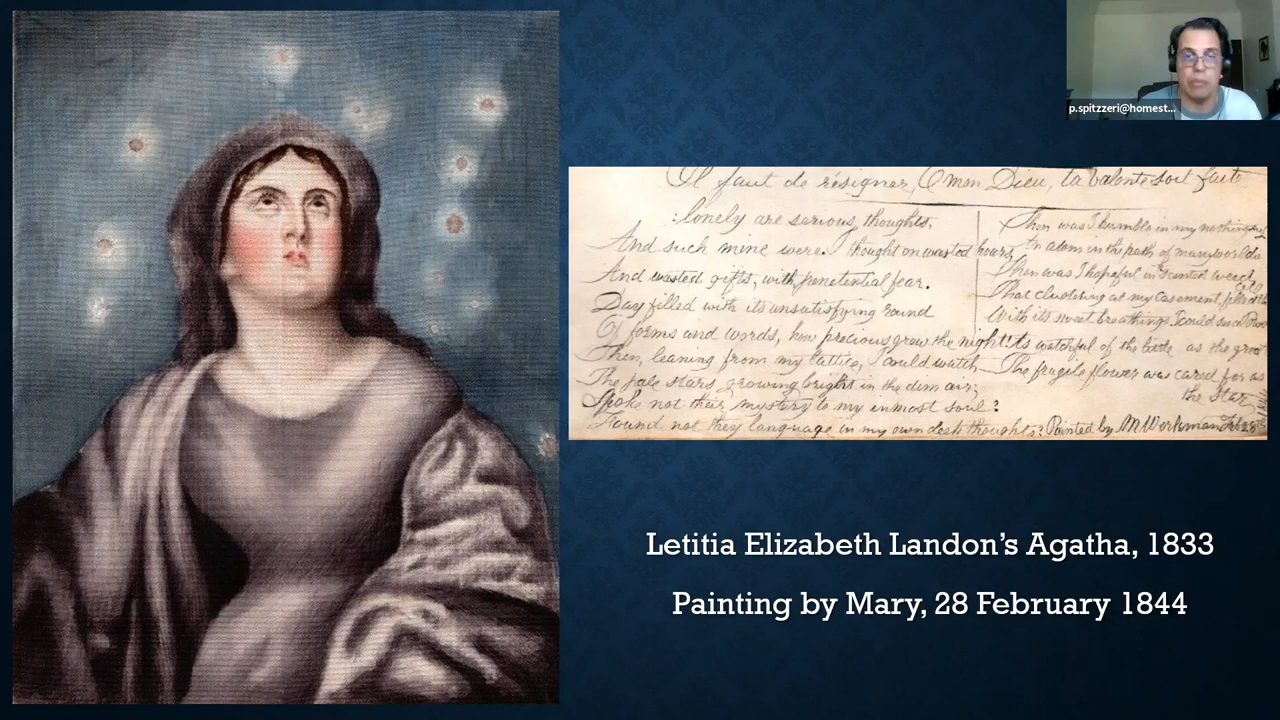 p.spitzzeri@homest...
Il faut de résigner, O mon Dieu, ta Valonte soit faite
: lonely are serious, thoughts,
And such mine were. I thought on wasted hours,
And wasted gifts, with penetential fear.
Day filled with its unsatisfying round
Of forms and words, how precious grew the night!
Then, leaning from my lattice, I could watch
The pale stars, growing bright in the dim air;
Spoke not their mystery to my inmost soul?
Found not they language in my own desh thoughts?
Then was I humble in my nothingness
An atom in the path of many worlds.
Then was I hopeful
That clustering at my casement, filled
With its sweet breathings, I could
Its watchful of the little as the great
The fragile flower was cared for as
the Star,
Painted by M Workman
Letitia Elizabeth Landon’s Agatha, 1833
Painting by Mary, 28 February 1844